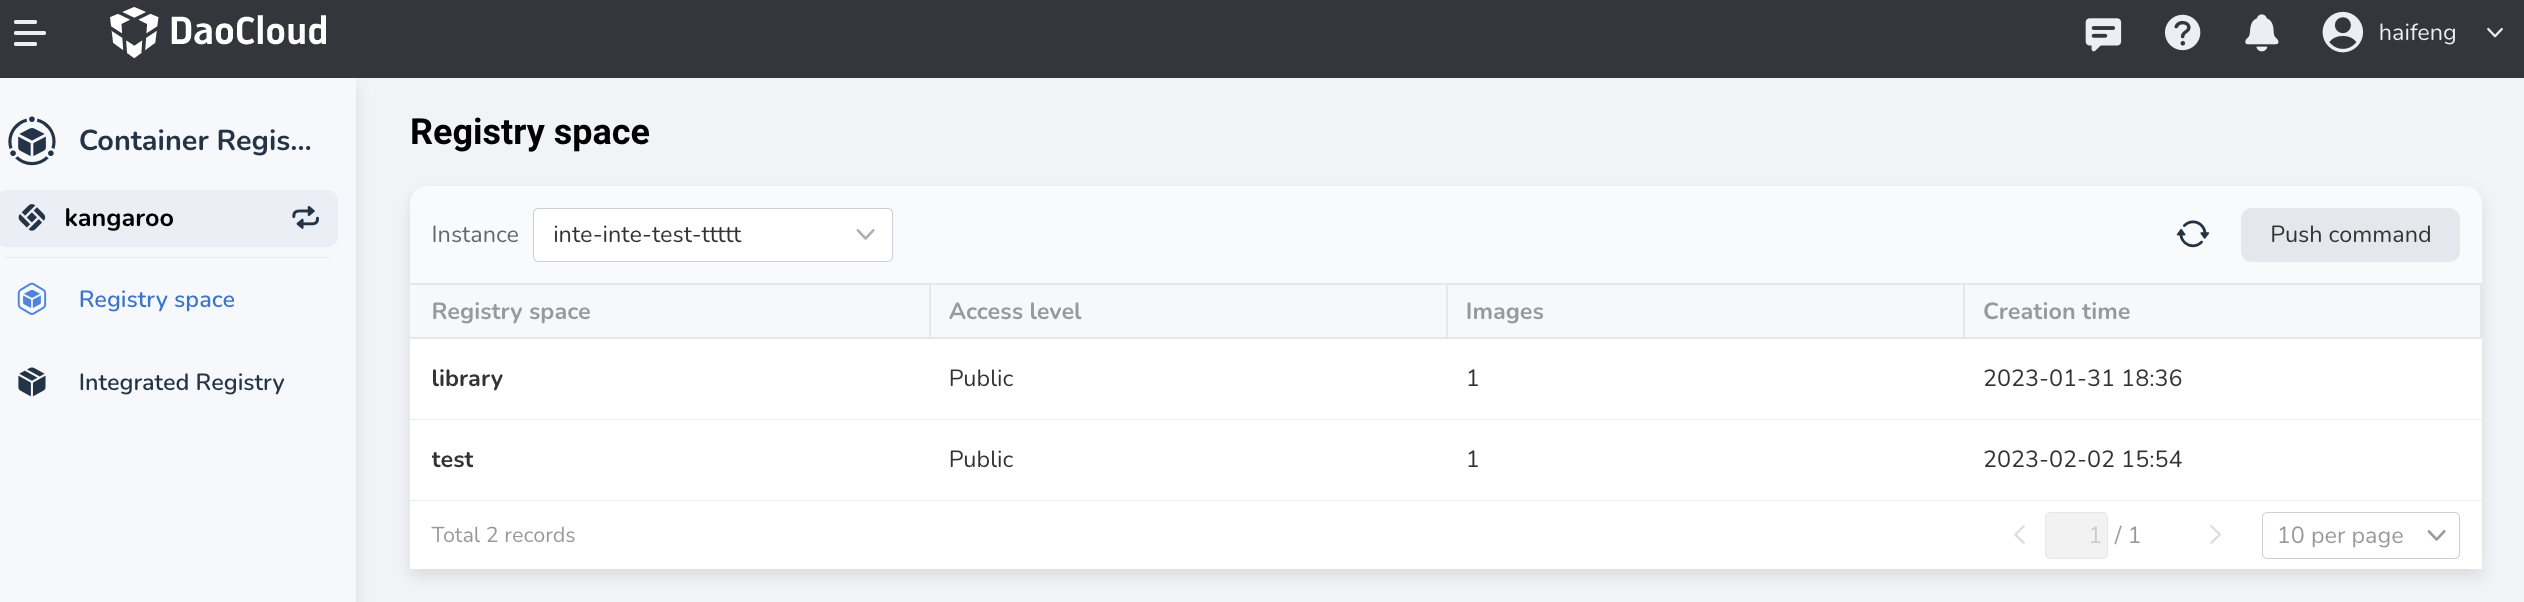 DaoCloud
haifeng
Container Regis...
kangaroo
Registry space
Integrated Registry
Registry space
Instance inte-inte-test-ttttt Push command
Registry space Access level Images Creation time
library Public 1 2023-01-31 18:36
test Public 1 2023-02-02 15:54
Total 2 records 1 / 1 10 per page